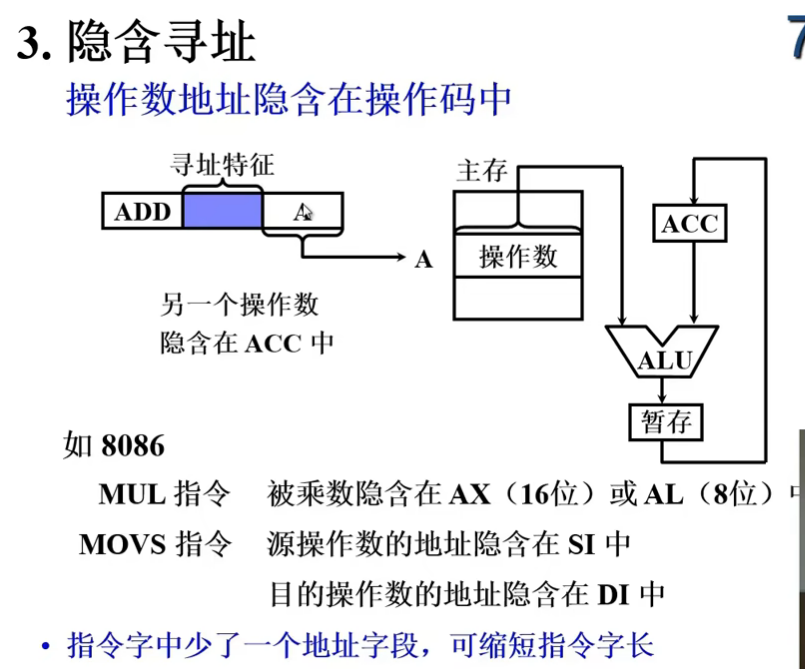 3. 隐含寻址
7
操作数地址隐含在操作码中
寻址特征
主存
ADD
A
ACC
A
操作数
另一个操作数
隐含在 ACC 中
ALU
暂存
如 8086
MUL 指令 被乘数隐含在 AX（16位）或 AL（8位）
MOVS 指令 源操作数的地址隐含在 SI 中
目的操作数的地址隐含在 DI 中
• 指令字中少了一个地址字段，可缩短指令字长